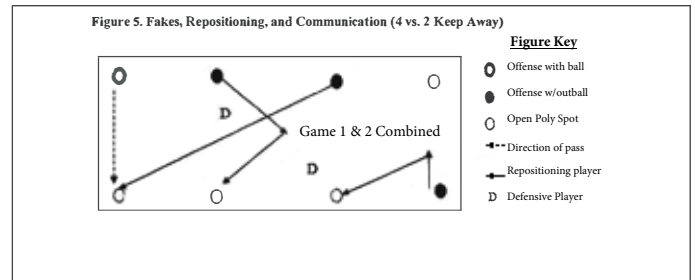 Figure 5. Fakes, Repositioning, and Communication (4 vs. 2 Keep Away)
Figure Key
Offense with ball
Offense w/outball
Open Poly Spot
Direction of pass
Repositioning player
D Defensive Player
D
Game 1 & 2 Combined
D